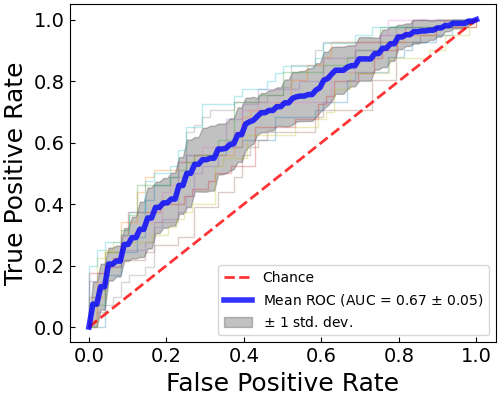 1.0
0.8
0.6
0.4
0.2
0.0
True Positive Rate
Chance
Mean ROC (AUC = 0.67 ± 0.05)
± 1 std. dev.
0.0 0.2 0.4 0.6 0.8 1.0
False Positive Rate